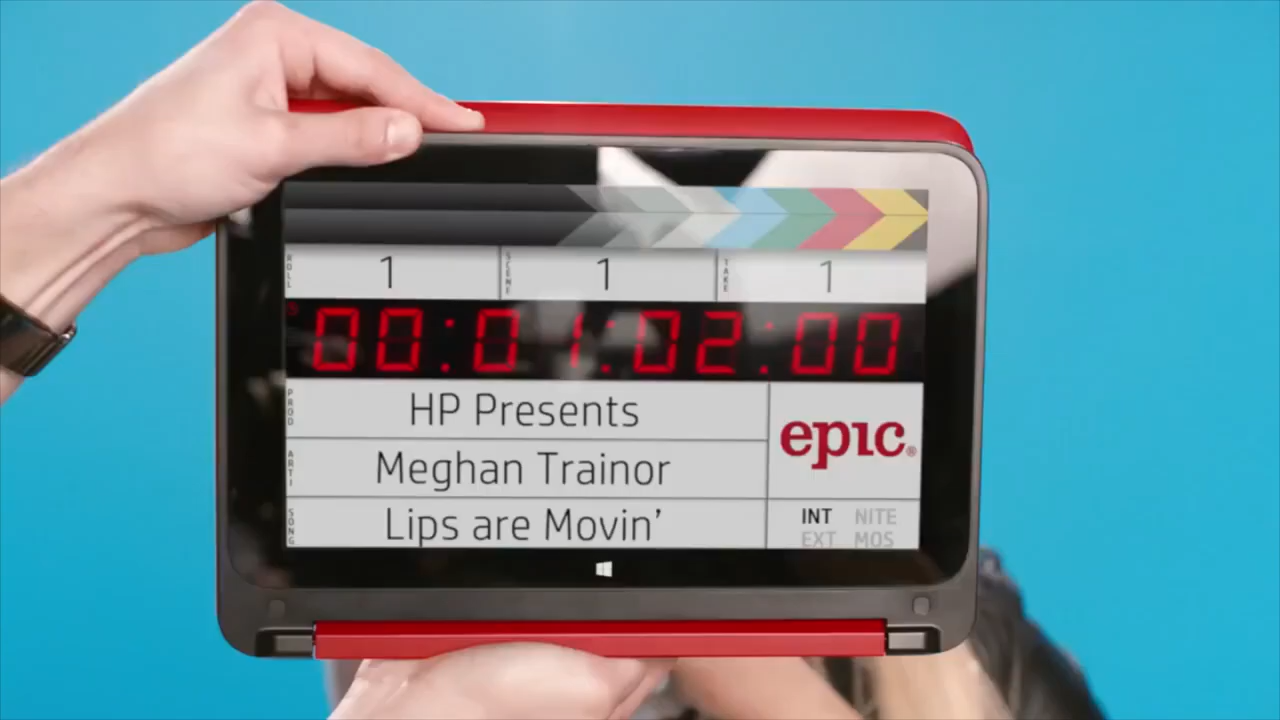 ROLL 1 SCENE 1 TAKE 1
00:01:02:00
PROD HP Presents
ARTI Meghan Trainor
SONG Lips are Movin’
epic®
INT NITE
EXT MOS